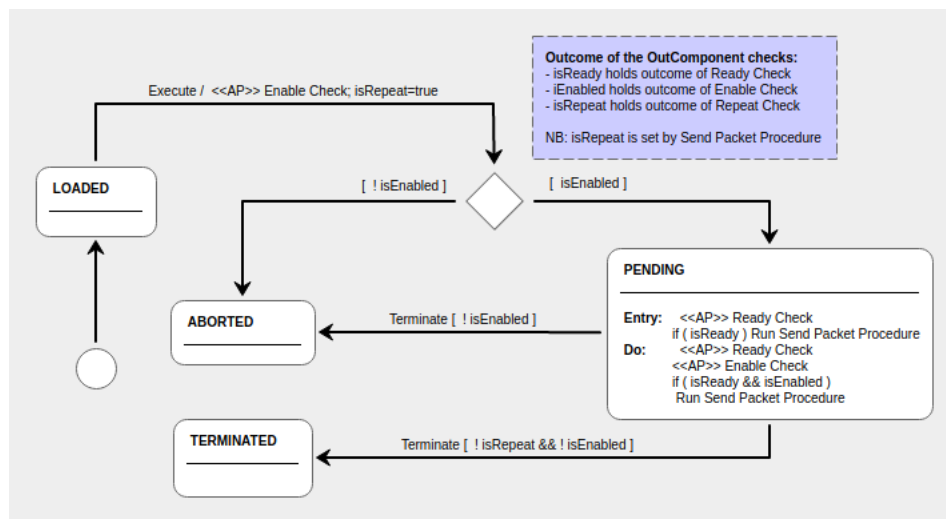 Outcome of the OutComponent checks:
- isReady holds outcome of Ready Check
- iEnabled holds outcome of Enable Check
- isRepeat holds outcome of Repeat Check
NB: isRepeat is set by Send Packet Procedure
Execute / <<AP>> Enable Check; isRepeat=true
LOADED
[ ! isEnabled ]
[ isEnabled ]
PENDING
Entry: <<AP>> Ready Check
if ( isReady ) Run Send Packet Procedure
Do: <<AP>> Ready Check
<<AP>> Enable Check
if ( isReady && isEnabled )
Run Send Packet Procedure
ABORTED
Terminate [ ! isEnabled ]
TERMINATED
Terminate [ ! isRepeat && ! isEnabled ]